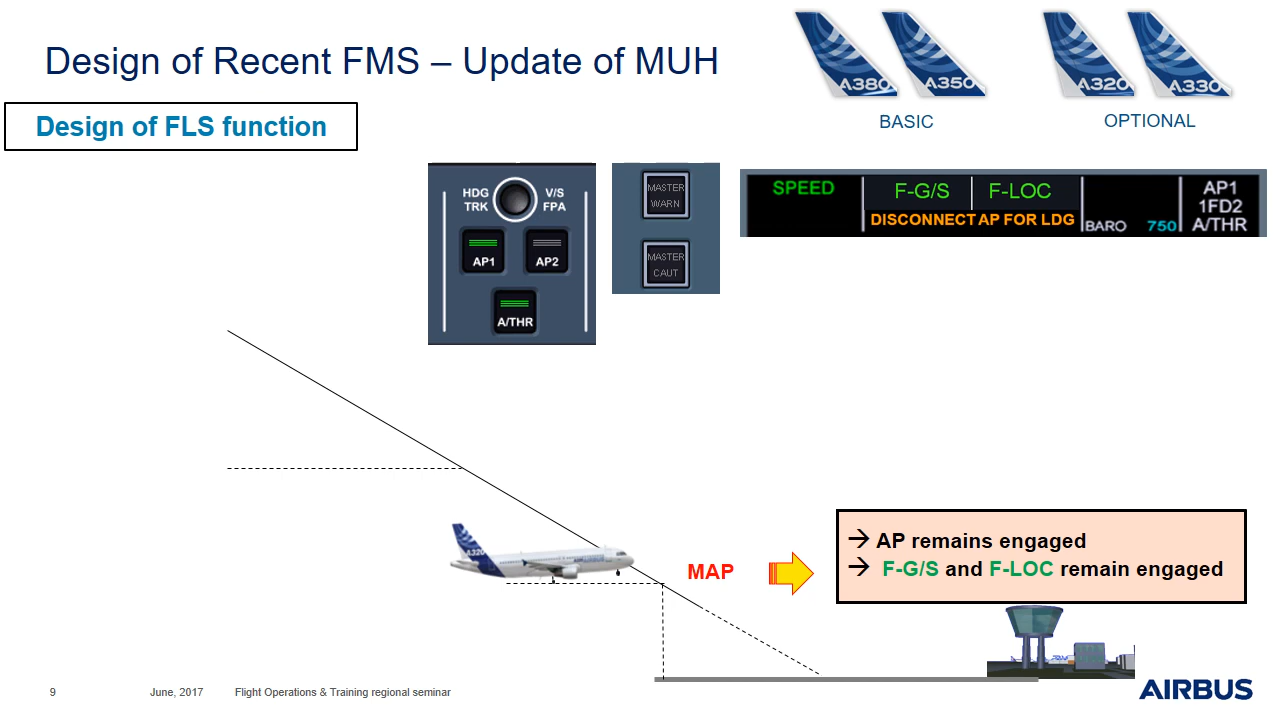 Design of Recent FMS – Update of MUH
A380 A350 A320 A330
BASIC OPTIONAL
Design of FLS function
HDG V/S
TRK FPA
AP1 AP2
A/THR
MASTER
WARN
MASTER
CAUT
SPEED F-G/S F-LOC AP1
1FD2
DISCONNECT AP FOR LDG BARO 750 A/THR
A320
MAP
→ AP remains engaged
→ F-G/S and F-LOC remain engaged
9 June, 2017 Flight Operations & Training regional seminar
AIRBUS